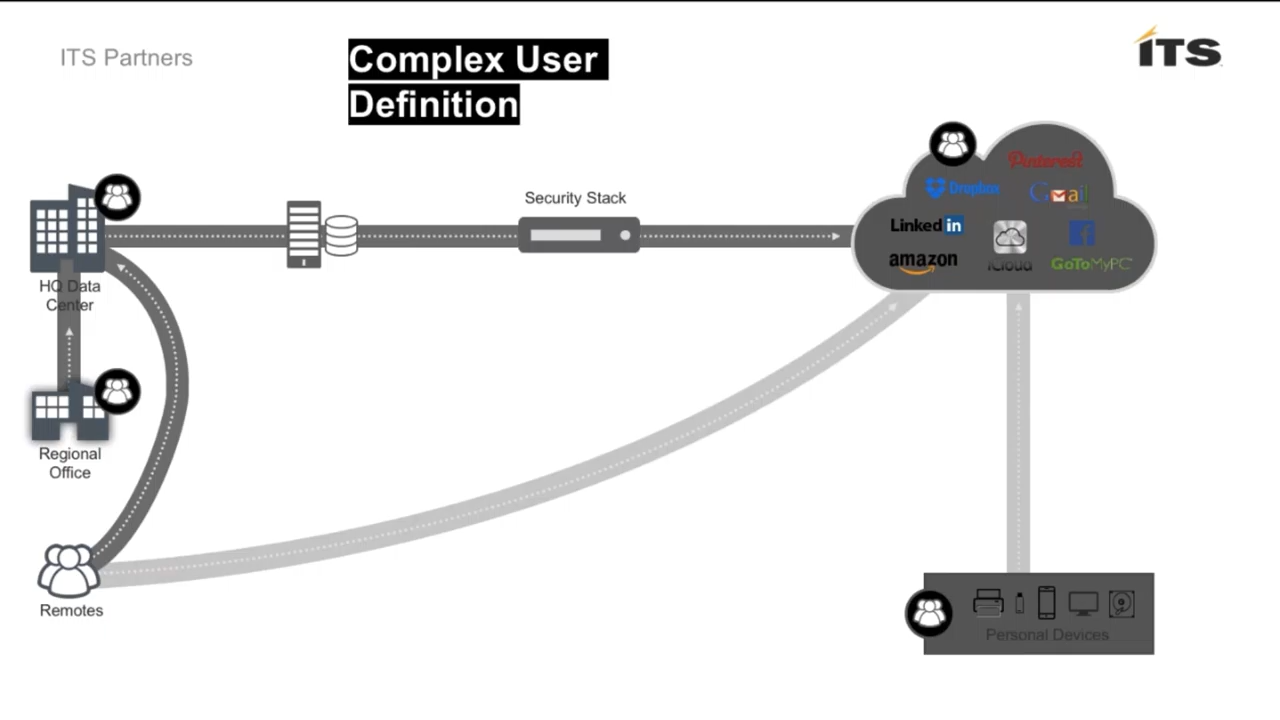 ITS Partners
Complex User
Definition
ITS
Security Stack
Pinterest
Dropbox
Gmail
Linked in
f
amazon
iCloud
GoToMyPC
HQ Data
Center
Regional
Office
Remotes
Personal Devices